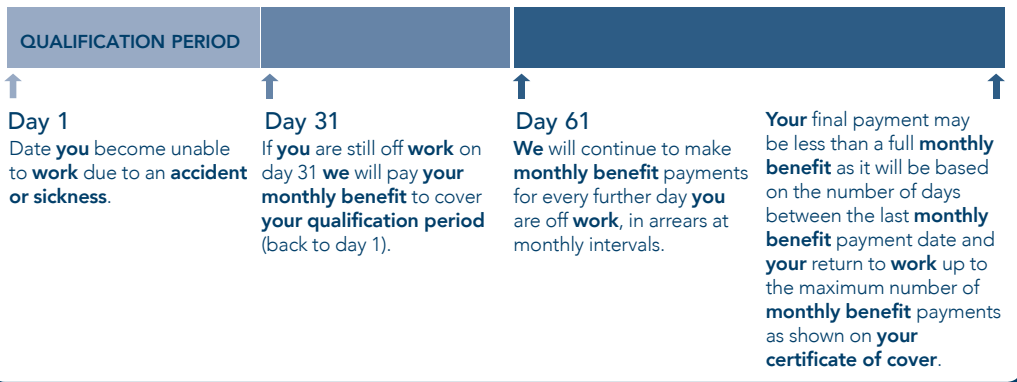 QUALIFICATION PERIOD
Day 1
Date you become unable
to work due to an accident
or sickness.
Day 31
If you are still off work on
day 31 we will pay your
monthly benefit to cover
your qualification period
(back to day 1).
Day 61
We will continue to make
monthly benefit payments
for every further day you
are off work, in arrears at
monthly intervals.
Your final payment may
be less than a full monthly
benefit as it will be based
on the number of days
between the last monthly
benefit payment date and
your return to work up to
the maximum number of
monthly benefit payments
as shown on your
certificate of cover.